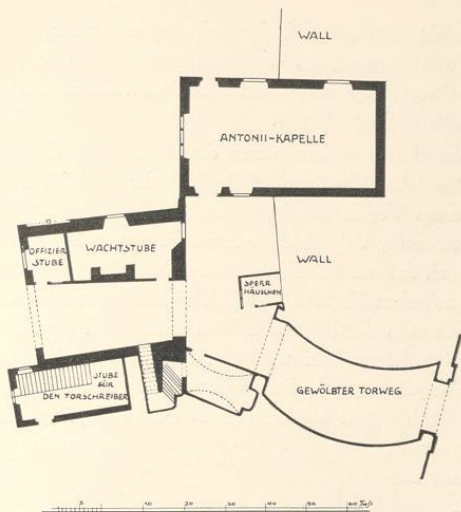 WALL
ANTONII-KAPELLE
OFFIZIER
STUBE
WACHTSTUBE
WALL
SPERR
HÄUSCHEN
STUBE
FÜR
DEN TORSCHREIBER
GEWÖLBTER TORWEG
5 10 20 30 40 50 60